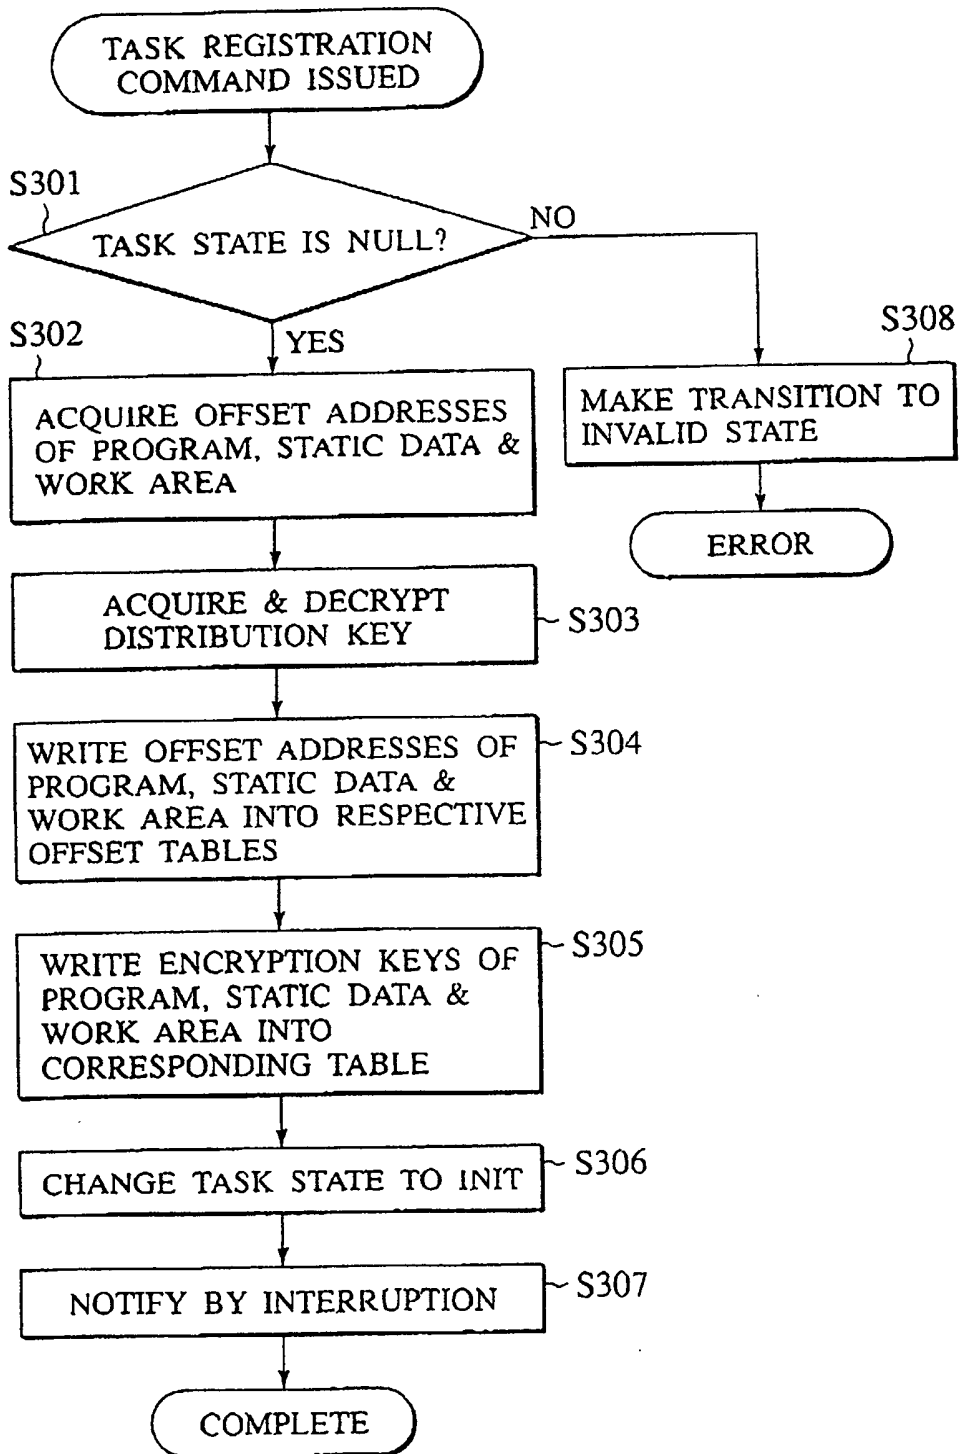 TASK REGISTRATION
COMMAND ISSUED
S301
TASK STATE IS NULL?
NO
YES
S302
ACQUIRE OFFSET ADDRESSES
OF PROGRAM, STATIC DATA &
WORK AREA
S308
MAKE TRANSITION TO
INVALID STATE
ERROR
ACQUIRE & DECRYPT
DISTRIBUTION KEY
S303
WRITE OFFSET ADDRESSES OF
PROGRAM, STATIC DATA &
WORK AREA INTO RESPECTIVE
OFFSET TABLES
S304
WRITE ENCRYPTION KEYS OF
PROGRAM, STATIC DATA &
WORK AREA INTO
CORRESPONDING TABLE
S305
CHANGE TASK STATE TO INIT
S306
NOTIFY BY INTERRUPTION
S307
COMPLETE